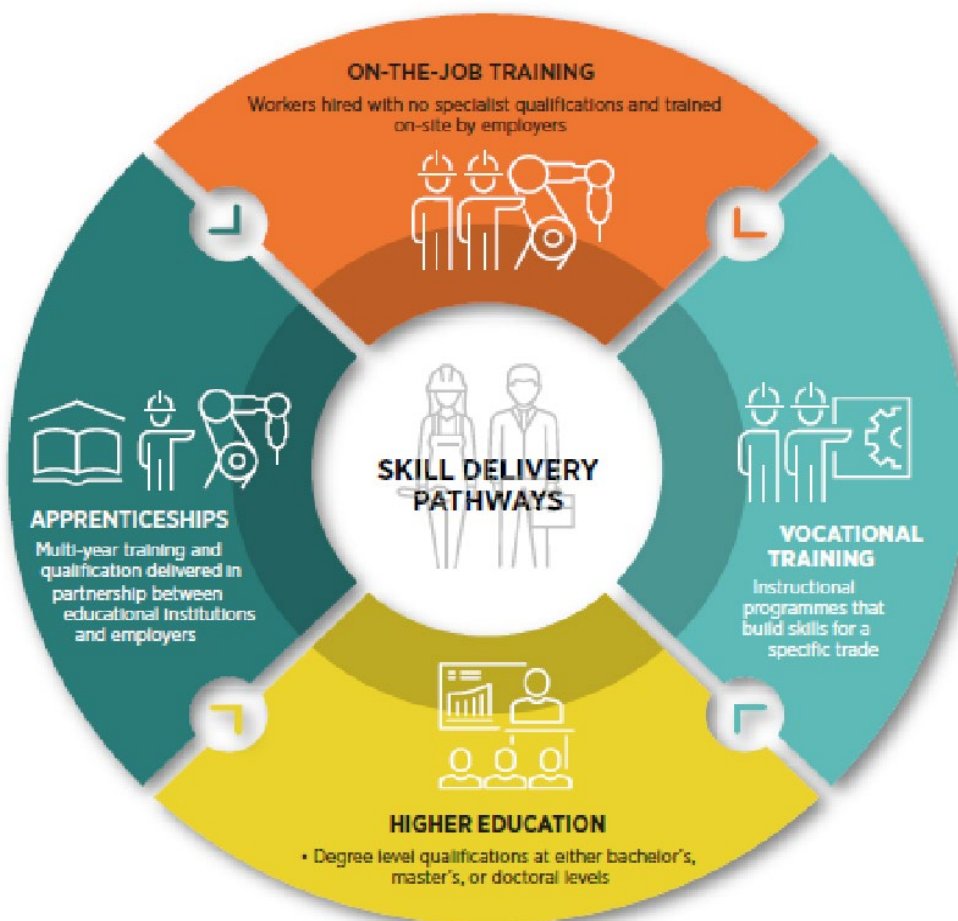 ON-THE-JOB TRAINING
Workers hired with no specialist qualifications and trained
on-site by employers
SKILL DELIVERY
PATHWAYS
APPRENTICESHIPS
Multi-year training and
qualification delivered in
partnership between
educational institutions
and employers
VOCATIONAL
TRAINING
Instructional
programmes that
build skills for a
specific trade
HIGHER EDUCATION
• Degree level qualifications at either bachelor's,
master's, or doctoral levels